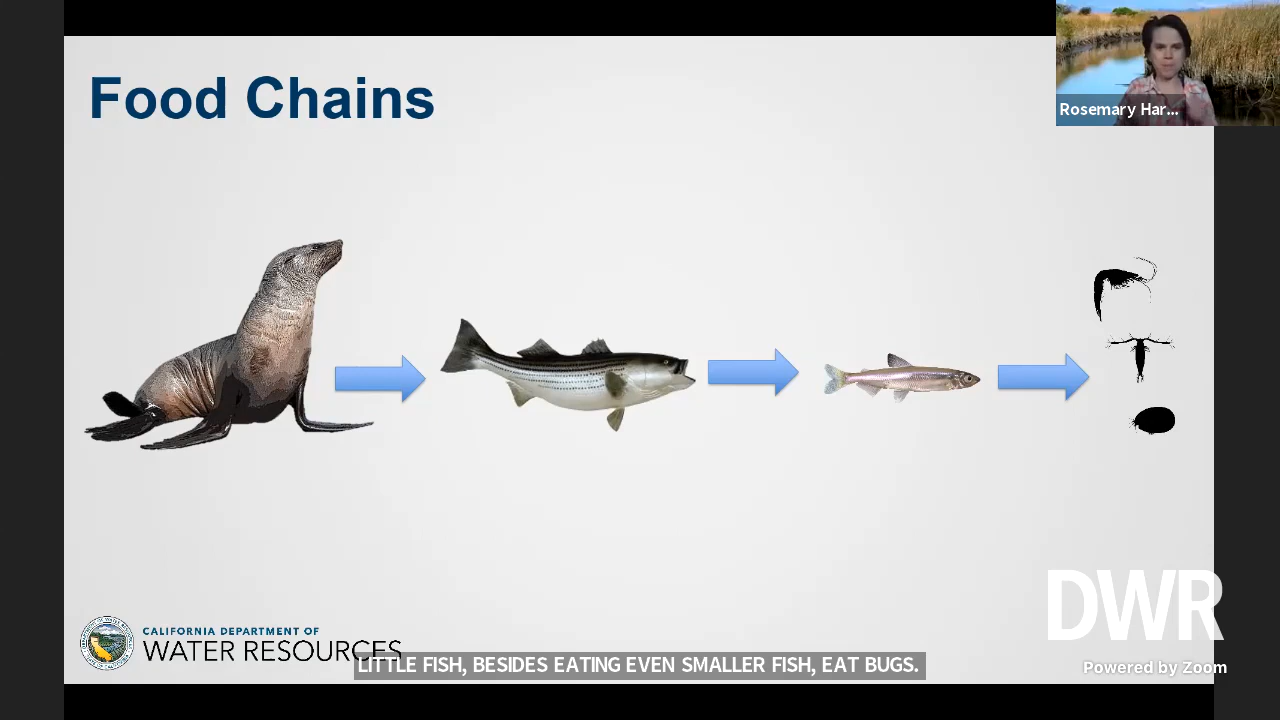 Food Chains
Rosemary Har...
CALIFORNIA DEPARTMENT OF
WATER RESOURCES
LITTLE FISH, BESIDES EATING EVEN SMALLER FISH, EAT BUGS.
DWR
Powered by Zoom